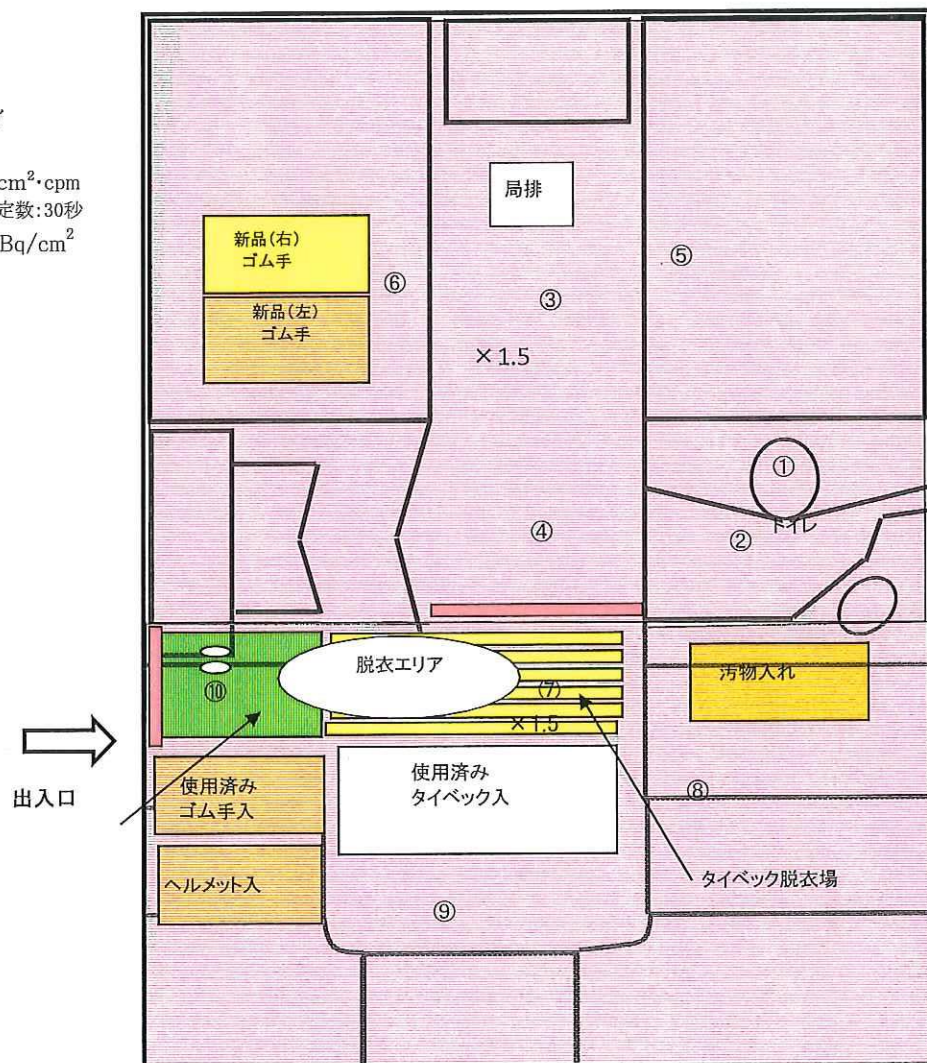 cm²・cpm
定数:30秒
Bq/cm²
局排
新品(右)
ゴム手
⑥
⑤
③
新品(左)
ゴム手
×1.5
①
トイレ
②
④
脱衣エリア
⑩
(7)
×1.5
汚物入れ
出入口
使用済み
ゴム手入
使用済み
タイベック入
⑧
ヘルメット入
タイベック脱衣場
⑨